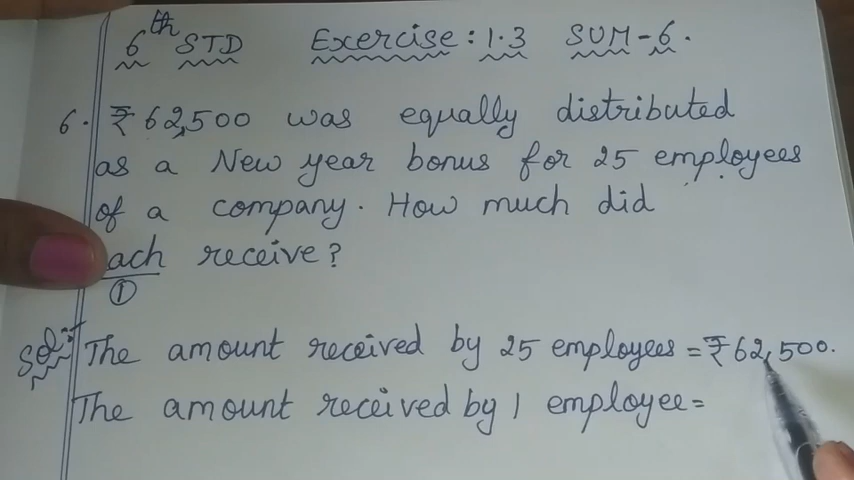 6th STD Exercise: 1.3 SUM-6.
6. ₹ 62,500 was equally distributed
as a New year bonus for 25 employees
of a company. How much did
ach receive?
①
Sol: The amount received by 25 employees = ₹62,500.
The amount received by 1 employee=